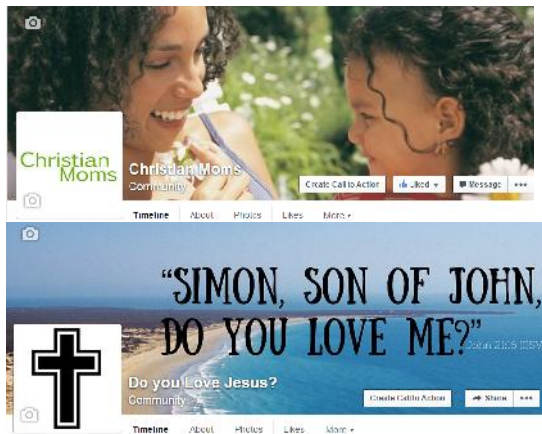 Christian
Moms
Christian Moms
Community
Create Call to Action
Liked
Message
Timeline
About
Photos
Likes
More
“SIMON, SON OF JOHN,
DO YOU LOVE ME?”
Do you Love Jesus?
Community
Create Call to Action
Share
Timeline
About
Photos
Likes
More